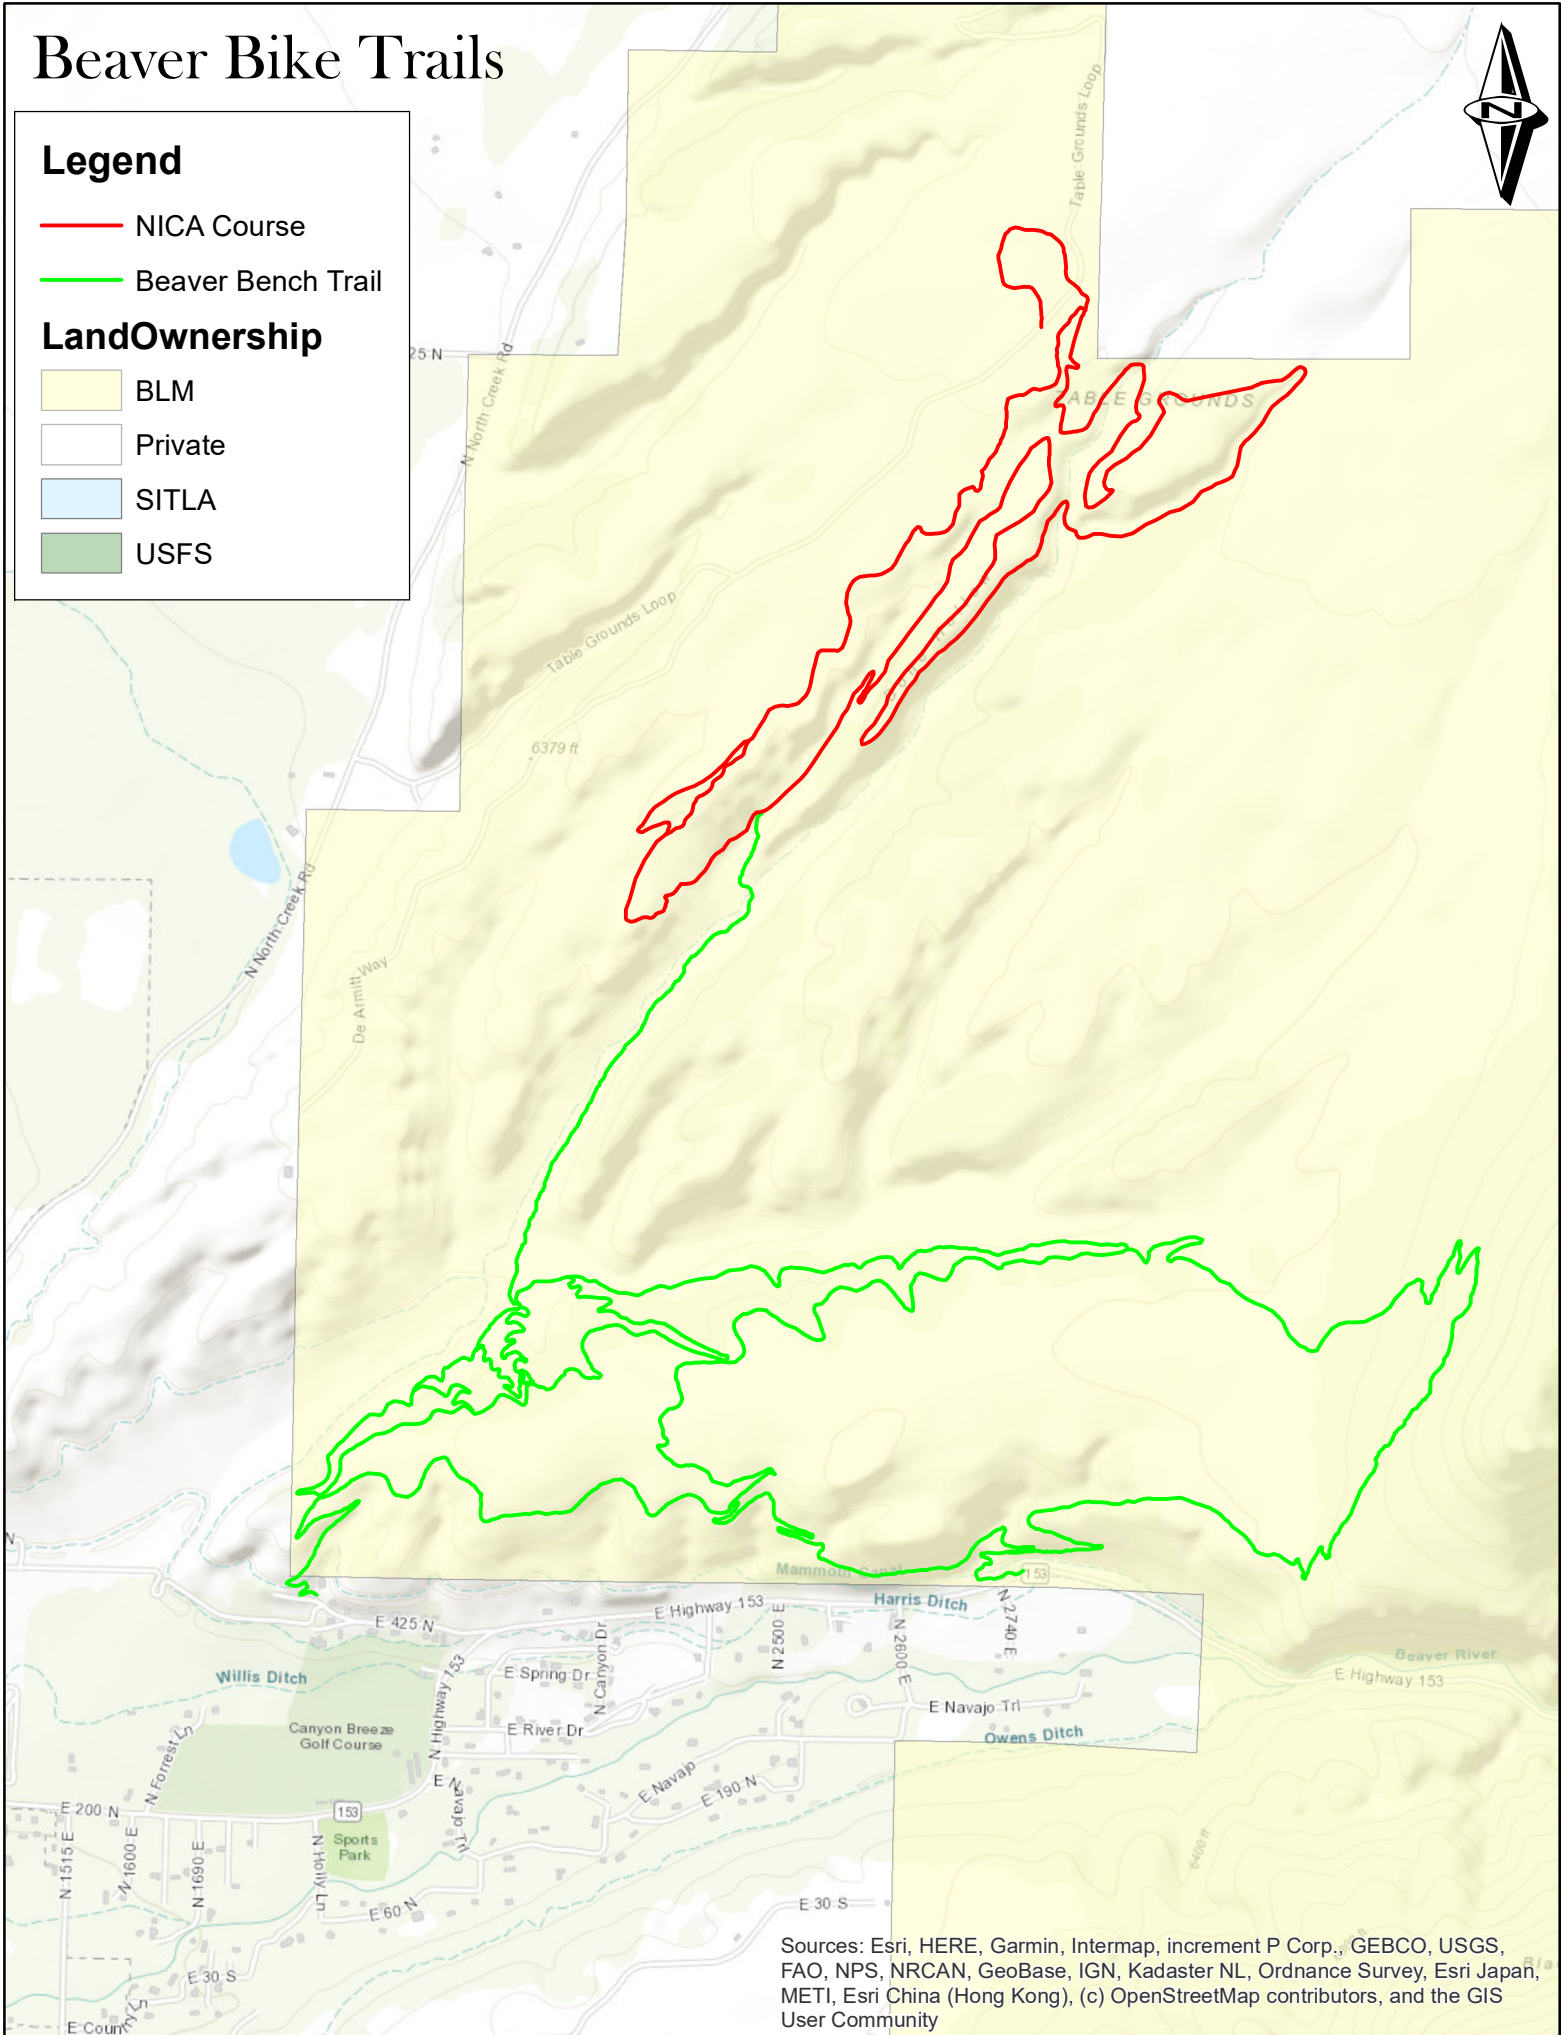 Beaver Bike Trails
N
Legend
NICA Course
Beaver Bench Trail
LandOwnership
BLM
Private
SITLA
USFS
Table Grounds Loop
25 N
N North Creek Rd
TABLE GROUNDS
Table Grounds Loop
6379 ft
N North Creek Rd
De Armitt Way
N
Mammoth Canal
153
Harris Ditch
E Highway 153
E 425 N
N 2500 E
N 2600 E
N 2740 E
Beaver River
E Highway 153
Willis Ditch
E Spring Dr
N Canyon Dr
N Highway 153
E Navajo Trl
E River Dr
Canyon Breeze
Golf Course
Owens Ditch
N Forrest Ln
E Navajo
E 190 N
E Navajo Trl
E 200 N
153
Sports
Park
6400 ft
N 1515 E
N 1600 E
N 1690 E
N Holly Ln
E 60 N
E 30 S
E 30 S
E Coun
Sources: Esri, HERE, Garmin, Intermap, increment P Corp., GEBCO, USGS,
FAO, NPS, NRCAN, GeoBase, IGN, Kadaster NL, Ordnance Survey, Esri Japan,
METI, Esri China (Hong Kong), (c) OpenStreetMap contributors, and the GIS
User Community